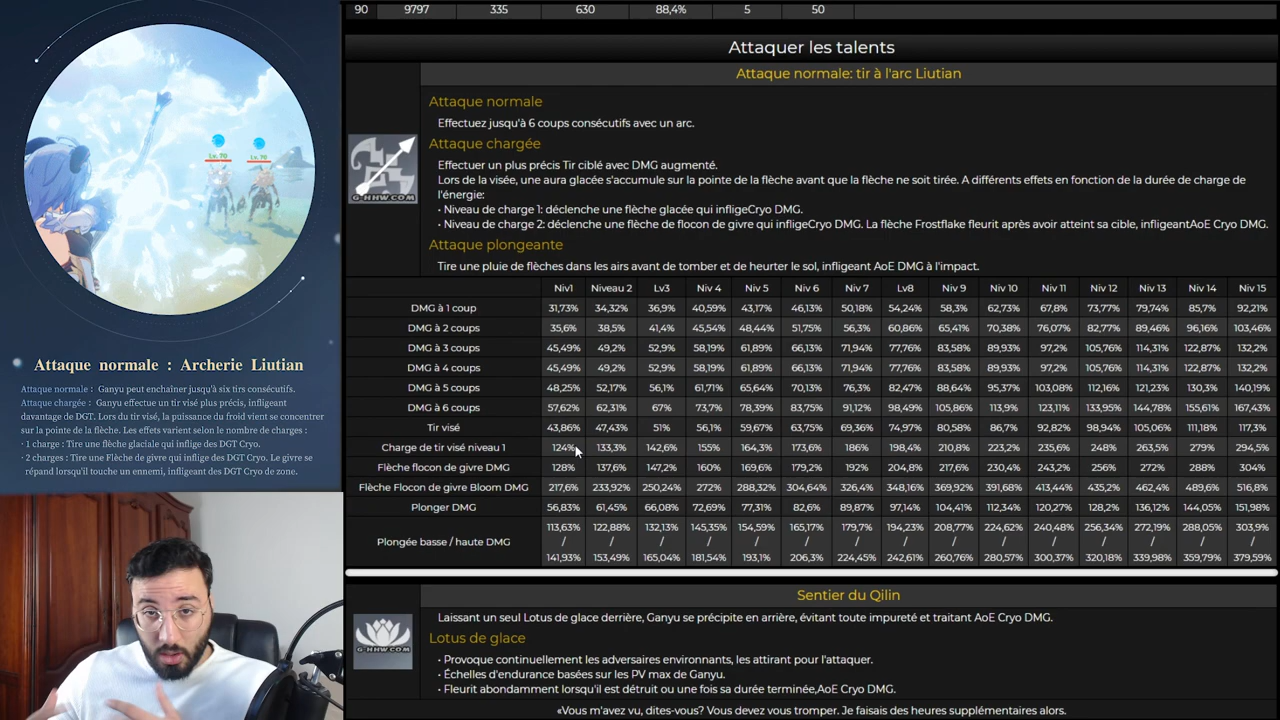 90 9797 335 630 88,4% 5 50
Attaquer les talents
Attaque normale: tir à l'arc Liutian
Attaque normale
Effectuez jusqu'à 6 coups consécutifs avec un arc.
Attaque chargée
Effectuer un plus précis Tir ciblé avec DMG augmenté.
Lors de la visée, une aura glacée s'accumule sur la pointe de la flèche avant que la flèche ne soit tirée. A différents effets en fonction de la durée de charge de
l'énergie:
• Niveau de charge 1: déclenche une flèche glacée qui infligeCryo DMG.
• Niveau de charge 2: déclenche une flèche de flocon de givre qui infligeCryo DMG. La flèche Frostflake fleurit après avoir atteint sa cible, infligeantAoE Cryo DMG.
Attaque plongeante
Tire une pluie de flèches dans les airs avant de tomber et de heurter le sol, infligeant AoE DMG à l'impact.
G-HHW.COM
Niv1 Niveau 2 Lv3 Niv 4 Niv 5 Niv 6 Niv 7 Lv8 Niv 9 Niv 10 Niv 11 Niv 12 Niv 13 Niv 14 Niv 15
DMG à 1 coup 31,73% 34,32% 36,9% 40,59% 43,17% 46,13% 50,18% 54,24% 58,3% 62,73% 67,8% 73,77% 79,74% 85,7% 92,21%
DMG à 2 coups 35,6% 38,5% 41,4% 45,54% 48,44% 51,75% 56,3% 60,86% 65,41% 70,38% 76,07% 82,77% 89,46% 96,16% 103,46%
DMG à 3 coups 45,49% 49,2% 52,9% 58,19% 61,89% 66,13% 71,94% 77,76% 83,58% 89,93% 97,2% 105,76% 114,31% 122,87% 132,2%
DMG à 4 coups 45,49% 49,2% 52,9% 58,19% 61,89% 66,13% 71,94% 77,76% 83,58% 89,93% 97,2% 105,76% 114,31% 122,87% 132,2%
DMG à 5 coups 48,25% 52,17% 56,1% 61,71% 65,64% 70,13% 76,3% 82,47% 88,64% 95,37% 103,08% 112,16% 121,23% 130,3% 140,19%
DMG à 6 coups 57,62% 62,31% 67% 73,7% 78,39% 83,75% 91,12% 98,49% 105,86% 113,9% 123,11% 133,95% 144,78% 155,61% 167,43%
Tir visé 43,86% 47,43% 51% 56,1% 59,67% 63,75% 69,36% 74,97% 80,58% 86,7% 92,82% 98,94% 105,06% 111,18% 117,3%
Charge de tir visé niveau 1 124% 133,3% 142,6% 155% 164,3% 173,6% 186% 198,4% 210,8% 223,2% 235,6% 248% 263,5% 279% 294,5%
Flèche flocon de givre DMG 128% 137,6% 147,2% 160% 169,6% 179,2% 192% 204,8% 217,6% 230,4% 243,2% 256% 272% 288% 304%
Flèche Flocon de givre Bloom DMG 217,6% 233,92% 250,24% 272% 288,32% 304,64% 326,4% 348,16% 369,92% 391,68% 413,44% 435,2% 462,4% 489,6% 516,8%
Plonger DMG 56,83% 61,45% 66,08% 72,69% 77,31% 82,6% 89,87% 97,14% 104,41% 112,34% 120,27% 128,2% 136,12% 144,05% 151,98%
113,63% 122,88% 132,13% 145,35% 154,59% 165,17% 179,7% 194,23% 208,77% 224,62% 240,48% 256,34% 272,19% 288,05% 303,9%
Plongée basse / haute DMG / / / / / / / / / / / / / / /
141,93% 153,49% 165,04% 181,54% 193,1% 206,3% 224,45% 242,61% 260,76% 280,57% 300,37% 320,18% 339,98% 359,79% 379,59%
Sentier du Qilin
Laissant un seul Lotus de glace derrière, Ganyu se précipite en arrière, évitant toute impureté et traitant AoE Cryo DMG.
Lotus de glace
• Provoque continuellement les adversaires environnants, les attirant pour l'attaquer.
• Échelles d'endurance basées sur les PV max de Ganyu.
• Fleurit abondamment lorsqu'il est détruit ou une fois sa durée terminée,AoE Cryo DMG.
G-HHW.COM
«Vous m'avez vu, dites-vous? Vous devez vous tromper. Je faisais des heures supplémentaires alors.
Lv. 70
Lv. 70
Attaque normale : Archerie Liutian
Attaque normale : Ganyu peut enchaîner jusqu'à six tirs consécutifs.
Attaque chargée : Ganyu effectue un tir visé plus précis, infligeant
davantage de DGT. Lors du tir visé, la puissance du froid vient se concentrer
sur la pointe de la flèche. Les effets varient selon le nombre de charges :
· 1 charge : Tire une flèche glaciale qui inflige des DGT Cryo.
· 2 charges : Tire une flèche de givre qui inflige des DGT Cryo. Le givre se
répand lorsqu'il touche un ennemi, infligeant des DGT Cryo de zone.